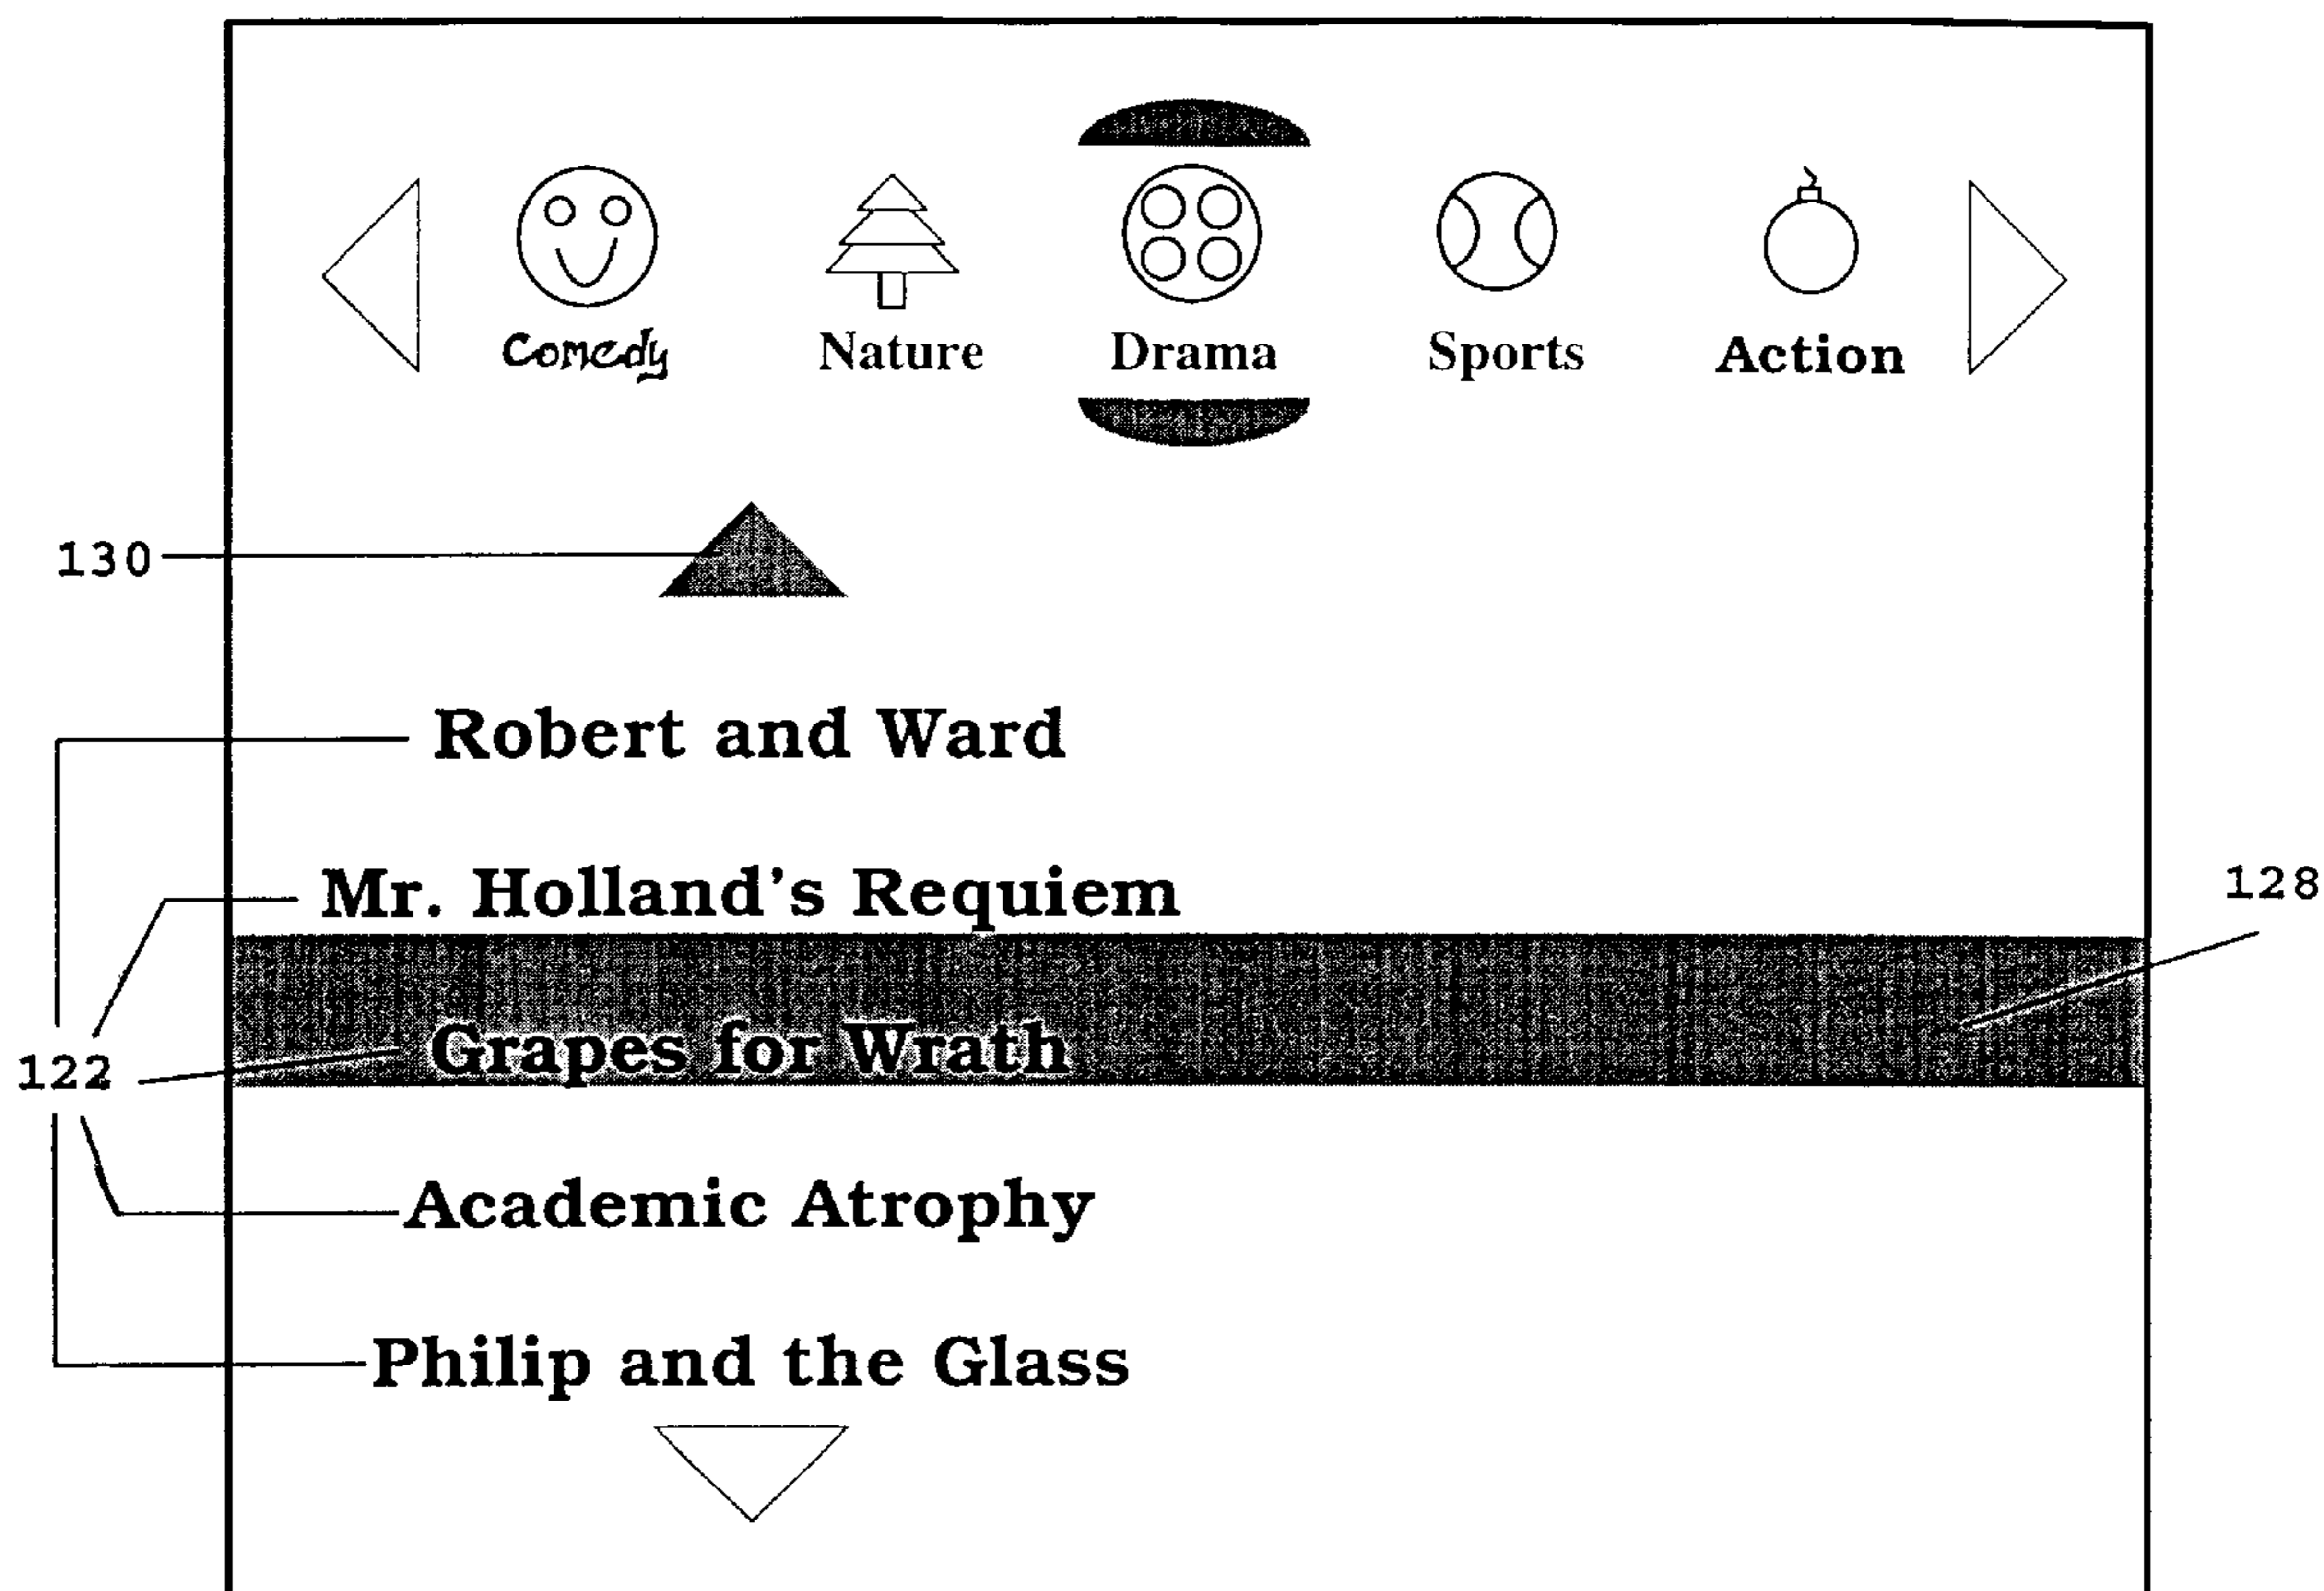 Comedy Nature Drama Sports Action
130
Robert and Ward
Mr. Holland's Requiem
128
Grapes for Wrath
122
Academic Atrophy
Philip and the Glass